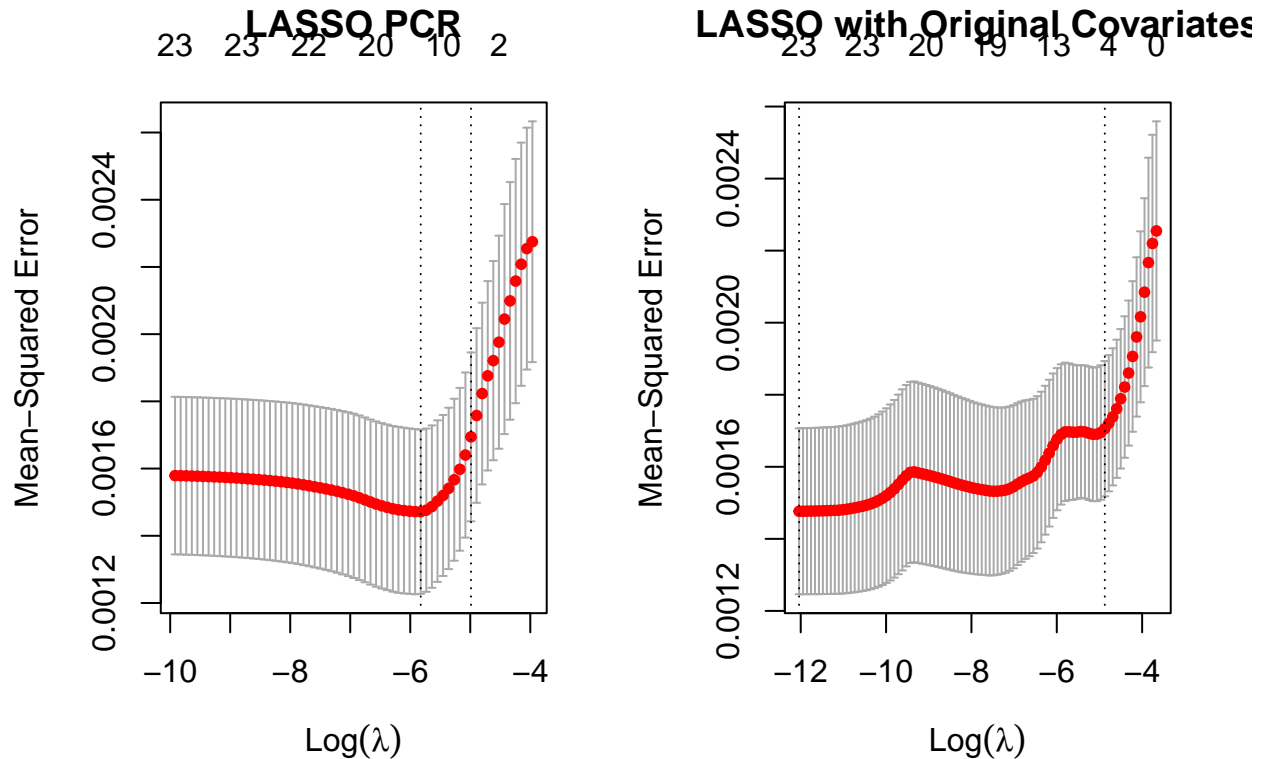 LASSO PCR
23 23 22 20 10 2
Mean−Squared Error
0.0012 0.0016 0.0020 0.0024
−10 −8 −6 −4
Log(λ)
LASSO with Original Covariates
23 23 20 19 13 4 0
Mean−Squared Error
0.0012 0.0016 0.0020 0.0024
−12 −10 −8 −6 −4
Log(λ)